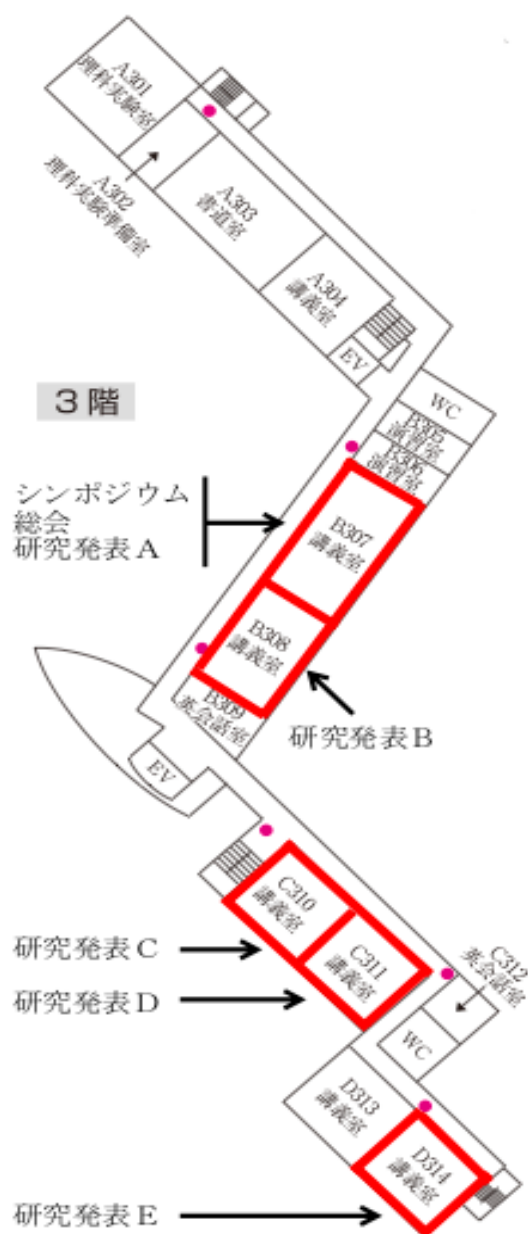 A301
理科実験室
A302
理科実験準備室
A303
書道室
A304
講義室
EV
3階
WC
B305
演習室
B306
演習室
シンポジウム
総会
研究発表A
B307
講義室
B308
講義室
B309
英会話室
研究発表B
EV
C310
講義室
研究発表C
C311
講義室
研究発表D
C312
英会話室
WC
D313
講義室
D314
講義室
研究発表E